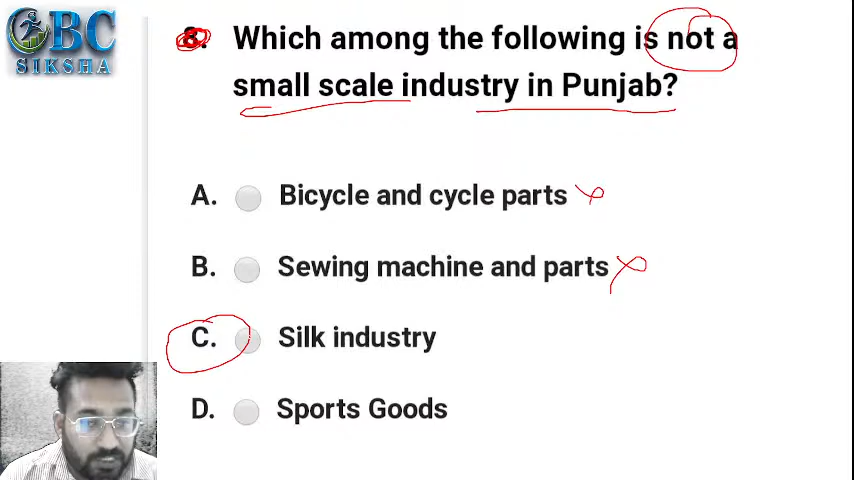 BC
SIKSHA
8. Which among the following is not a
small scale industry in Punjab?
A. Bicycle and cycle parts
B. Sewing machine and parts
C. Silk industry
D. Sports Goods